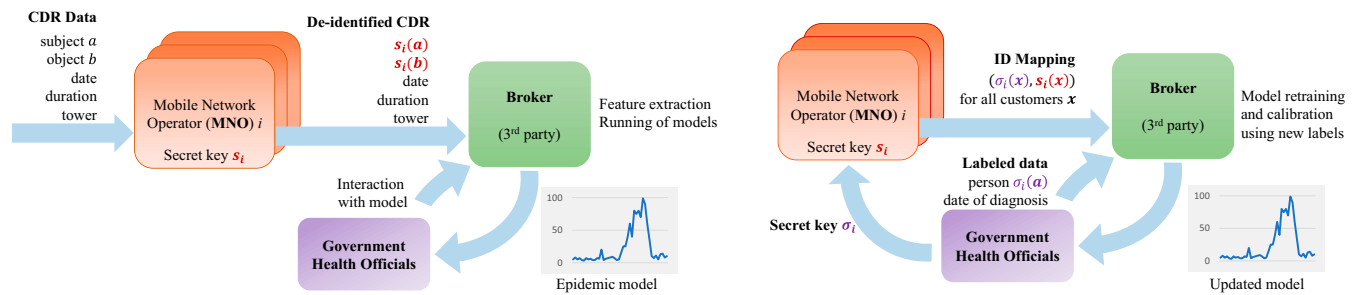 CDR Data
subject a
object b
date
duration
tower
Mobile Network
Operator (MNO) i
Secret key s_i
De-identified CDR
s_i(a)
s_i(b)
date
duration
tower
Broker
(3rd party)
Feature extraction
Running of models
Interaction
with model
Government
Health Officials
100
50
0
Epidemic model
Mobile Network
Operator (MNO) i
Secret key s_i
ID Mapping
(σ_i(x), s_i(x))
for all customers x
Broker
(3rd party)
Model retraining
and calibration
using new labels
Labeled data
person σ_i(a)
date of diagnosis
Secret key σ_i
Government
Health Officials
100
50
0
Updated model